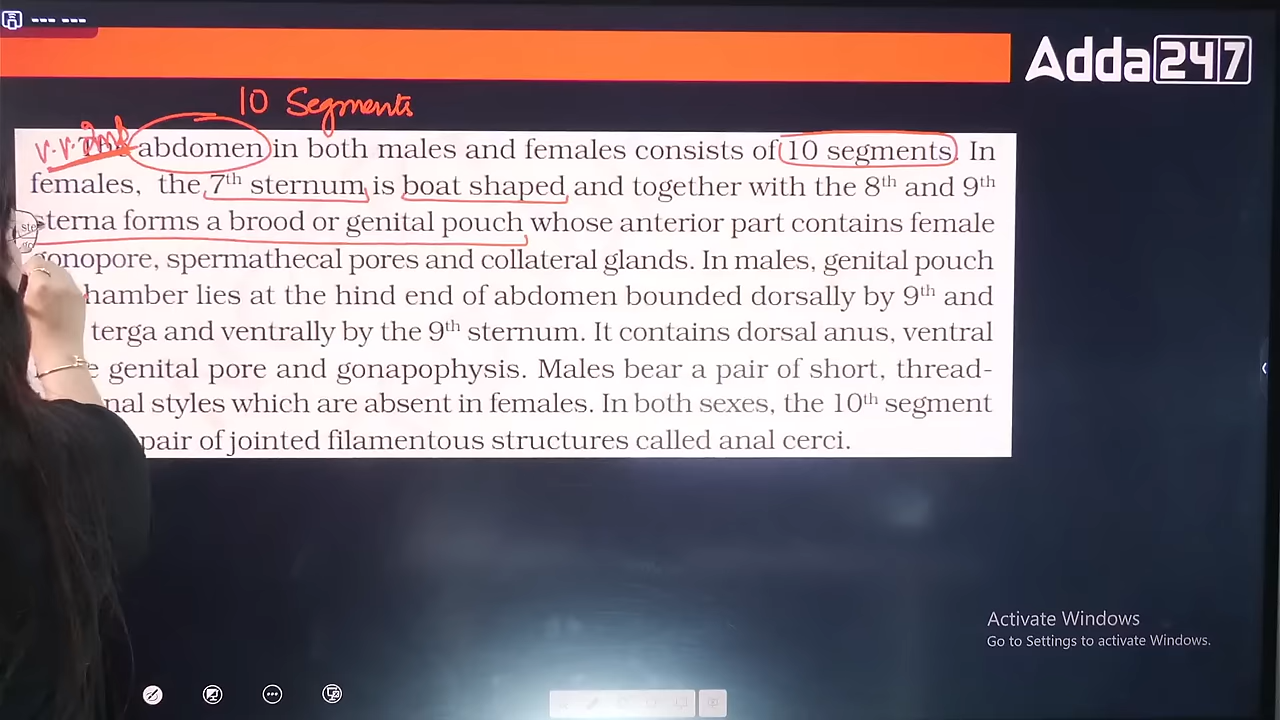 Adda 247
10 Segments
v.v. Imb
abdomen in both males and females consists of 10 segments. In
females, the 7th sternum is boat shaped and together with the 8th and 9th
sterna forms a brood or genital pouch whose anterior part contains female
gonopore, spermathecal pores and collateral glands. In males, genital pouch
hamber lies at the hind end of abdomen bounded dorsally by 9th and
terga and ventrally by the 9th sternum. It contains dorsal anus, ventral
e genital pore and gonapophysis. Males bear a pair of short, thread-
nal styles which are absent in females. In both sexes, the 10th segment
pair of jointed filamentous structures called anal cerci.
Activate Windows
Go to Settings to activate Windows.